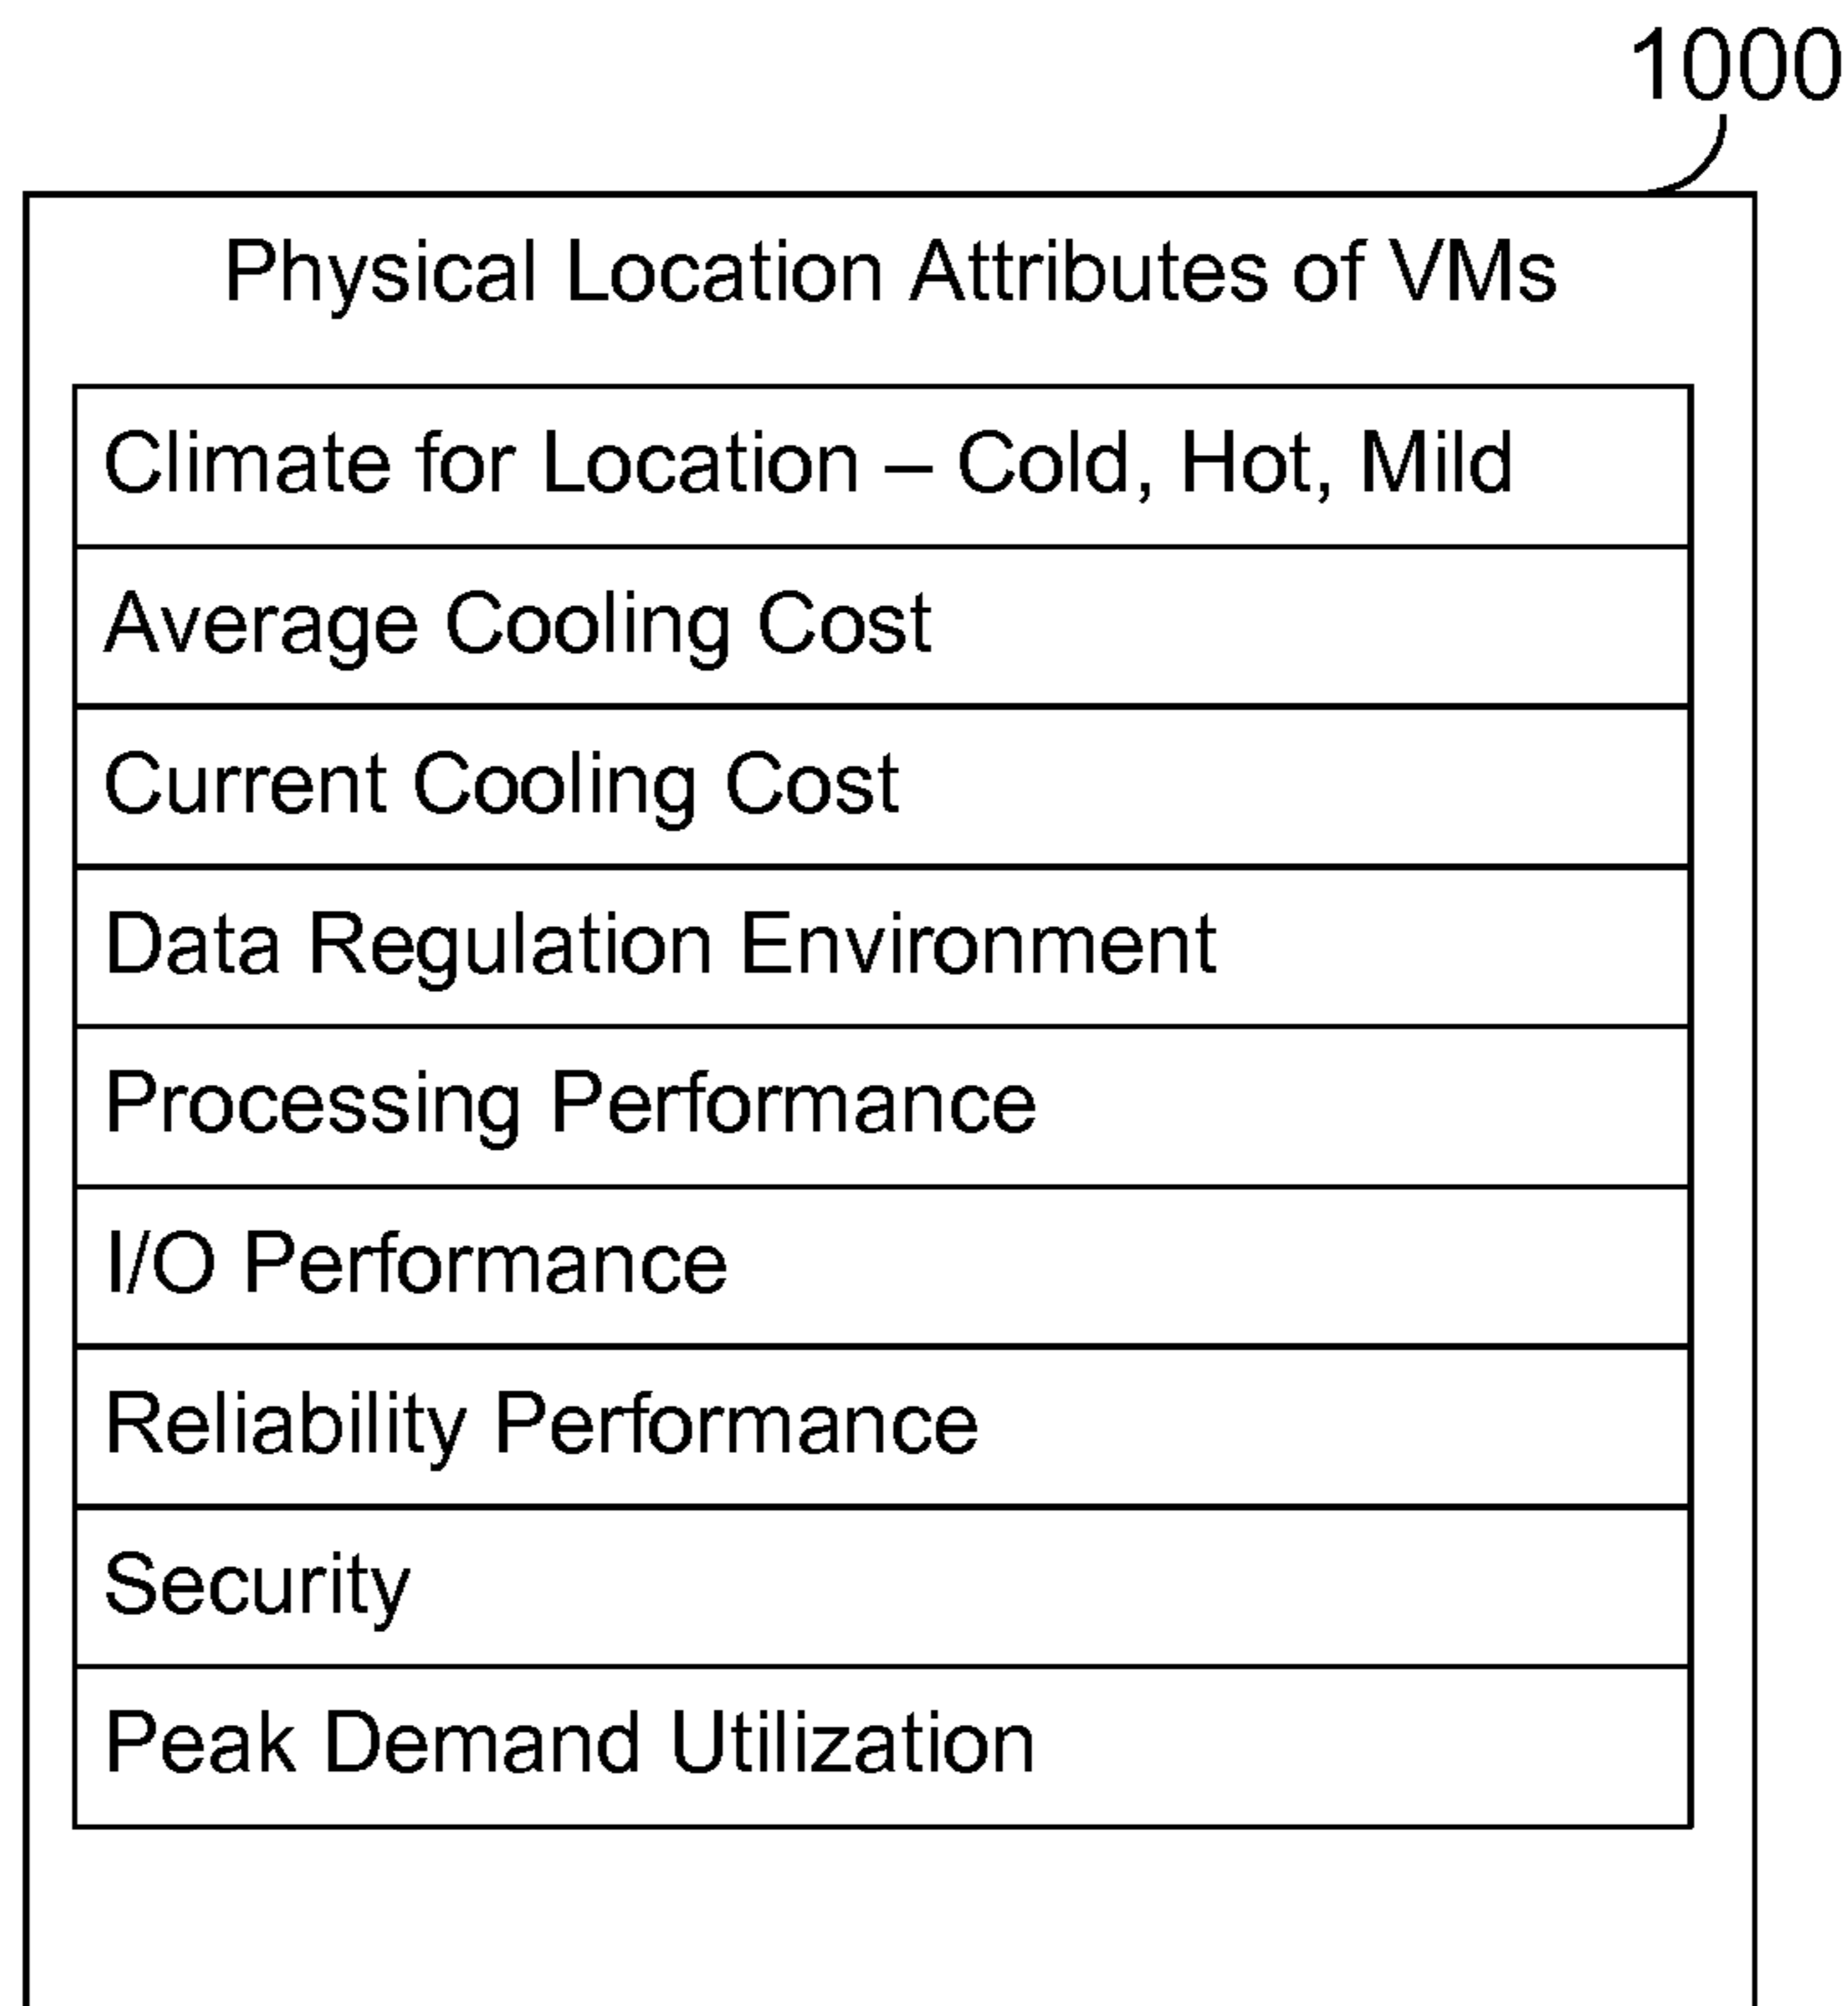 1000
Physical Location Attributes of VMs
Climate for Location – Cold, Hot, Mild
Average Cooling Cost
Current Cooling Cost
Data Regulation Environment
Processing Performance
I/O Performance
Reliability Performance
Security
Peak Demand Utilization